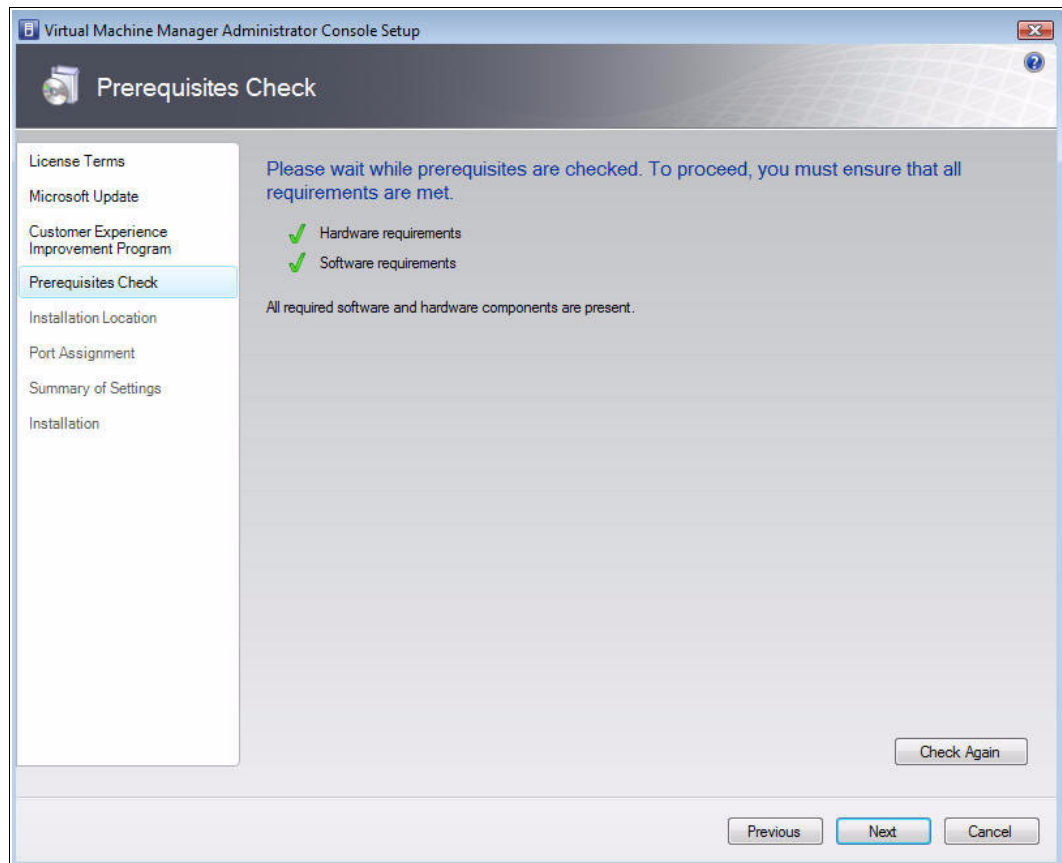 Virtual Machine Manager Administrator Console Setup
Prerequisites Check
License Terms
Microsoft Update
Customer Experience
Improvement Program
Prerequisites Check
Installation Location
Port Assignment
Summary of Settings
Installation
Please wait while prerequisites are checked. To proceed, you must ensure that all
requirements are met.
Hardware requirements
Software requirements
All required software and hardware components are present.
Check Again
Previous
Next
Cancel